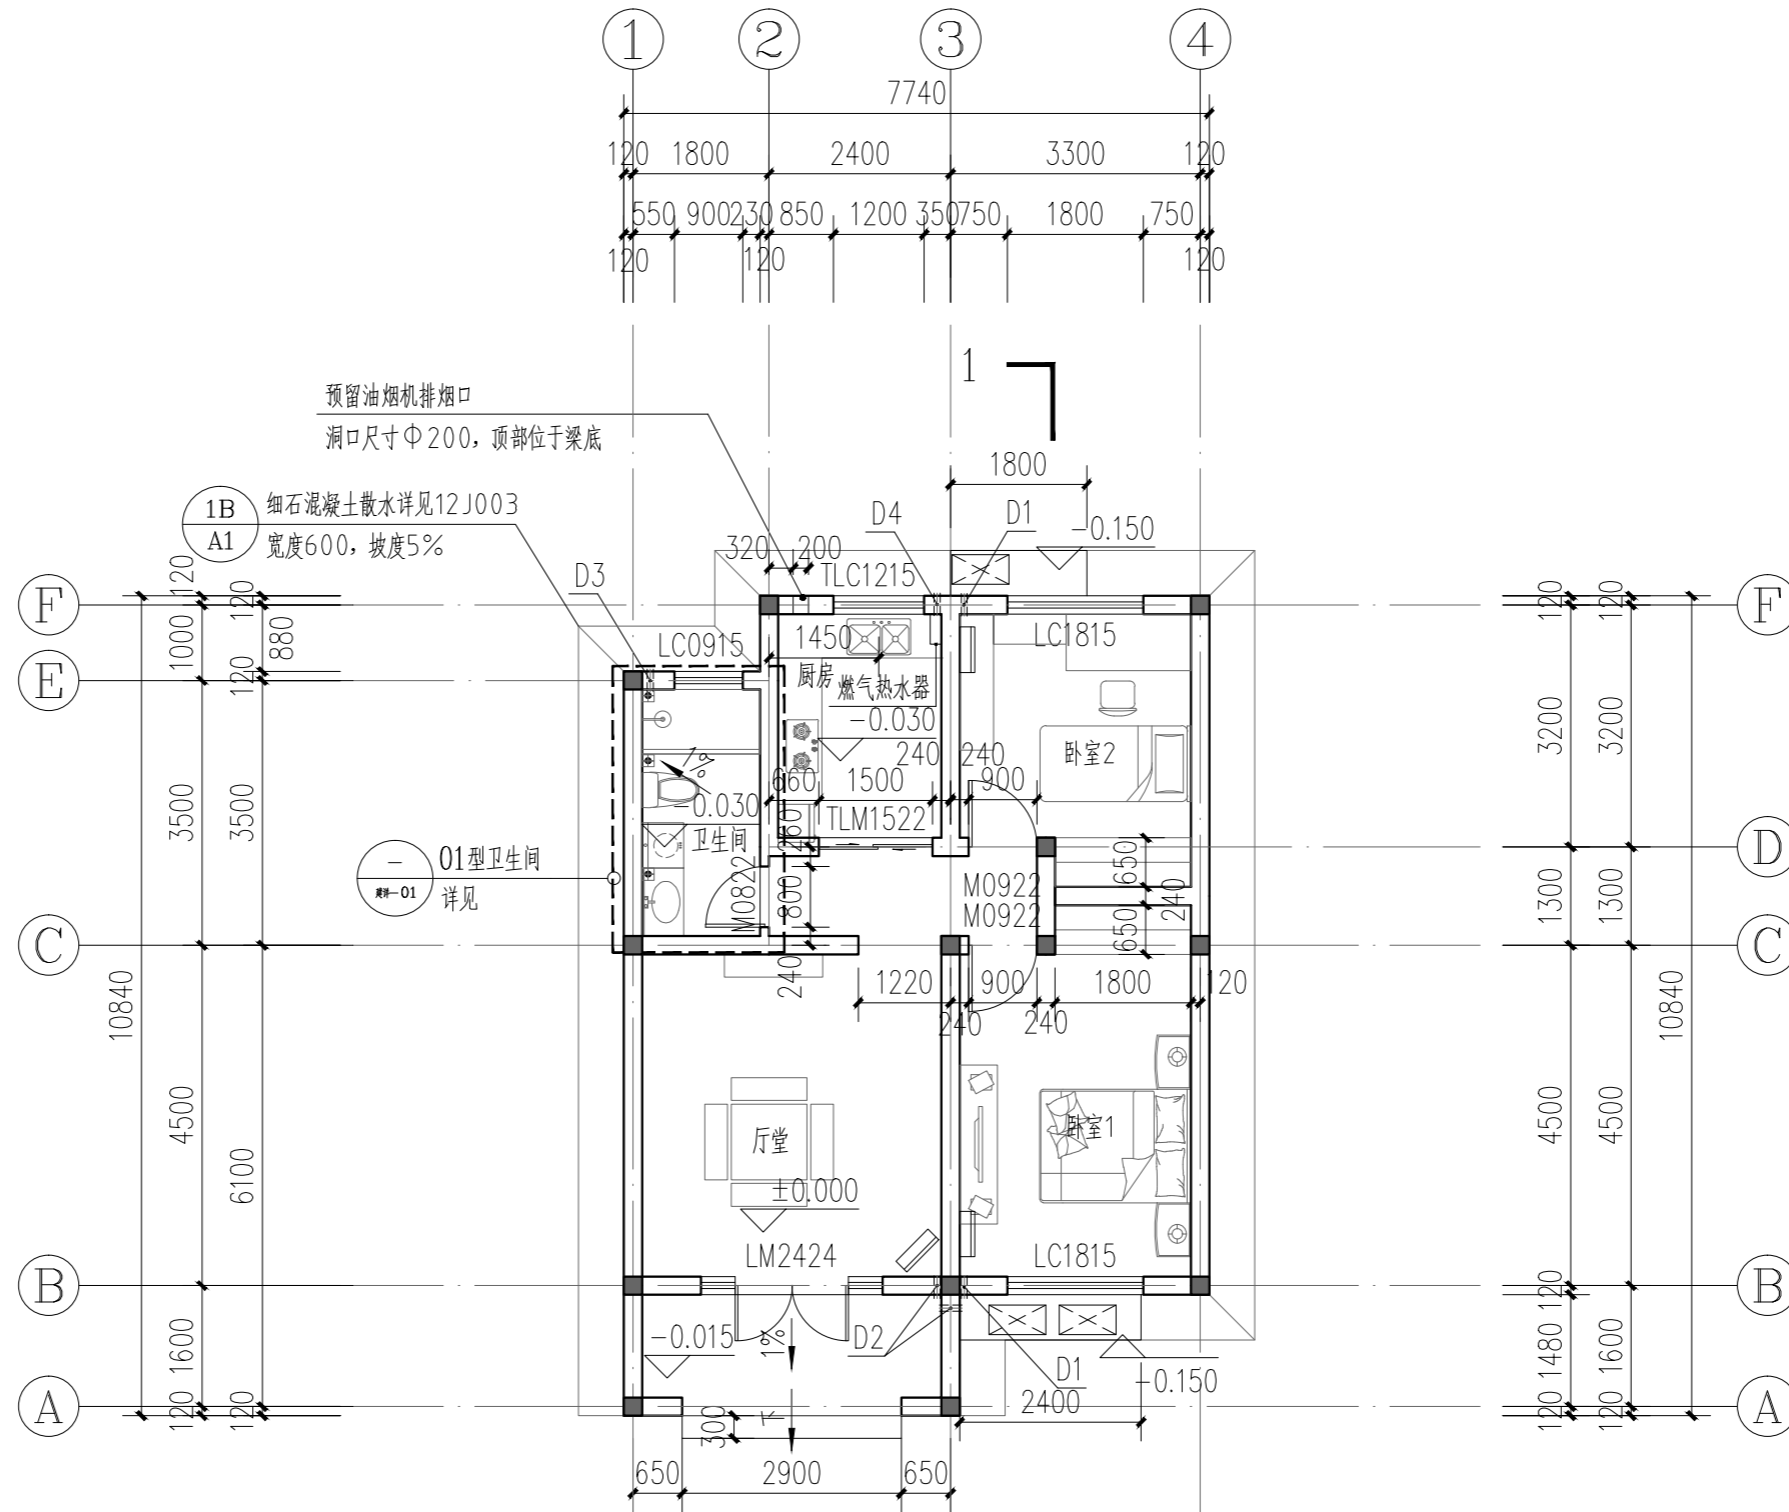 1 2 3 4
7740
120 1800 2400 3300 120
550 900 230 850 1200 350 750 1800 750
120 120 120
1
预留油烟机排烟口
洞口尺寸Φ200，顶部位于梁底
1800
1B
A1
细石混凝土散水详见12J003
宽度600，坡度5%
D4 D1
-0.150
320 200
D3
TLC1215
F
120
1000
120
880
120
E
LC0915
1450
LC1815
厨房
燃气热水器
-0.030
卧室2
240 240
1%
660 1500 900
-0.030
TLM1522
卫生间
260
3500 3500
-
01型卫生间
详见
M0822
800
650
M0922
M0922
240
650
C
240
1220 900 1800 120
240 240
10840
4500
6100
厅堂
±0.000
卧室1
LM2424
LC1815
B
-0.015
1%
D2
D1
-0.150
2400
1600
A
120 120
300
下
650 2900 650
120 120
F
3200 3200
D
1300 1300
C
4500 4500
10840
B
120
1480 1600
120 120
A